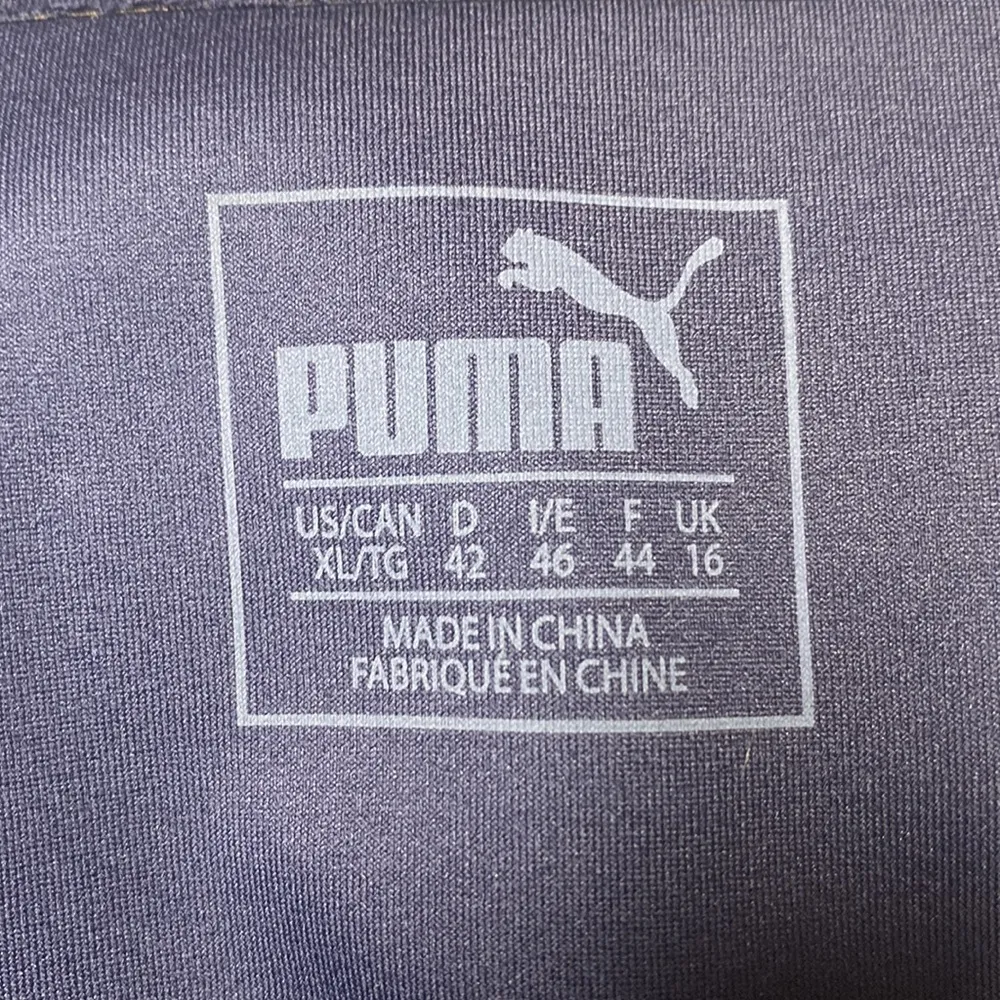 PUMA
US/CAN D I/E F UK
XL/TG 42 46 44 16
MADE IN CHINA
FABRIQUÉ EN CHINE